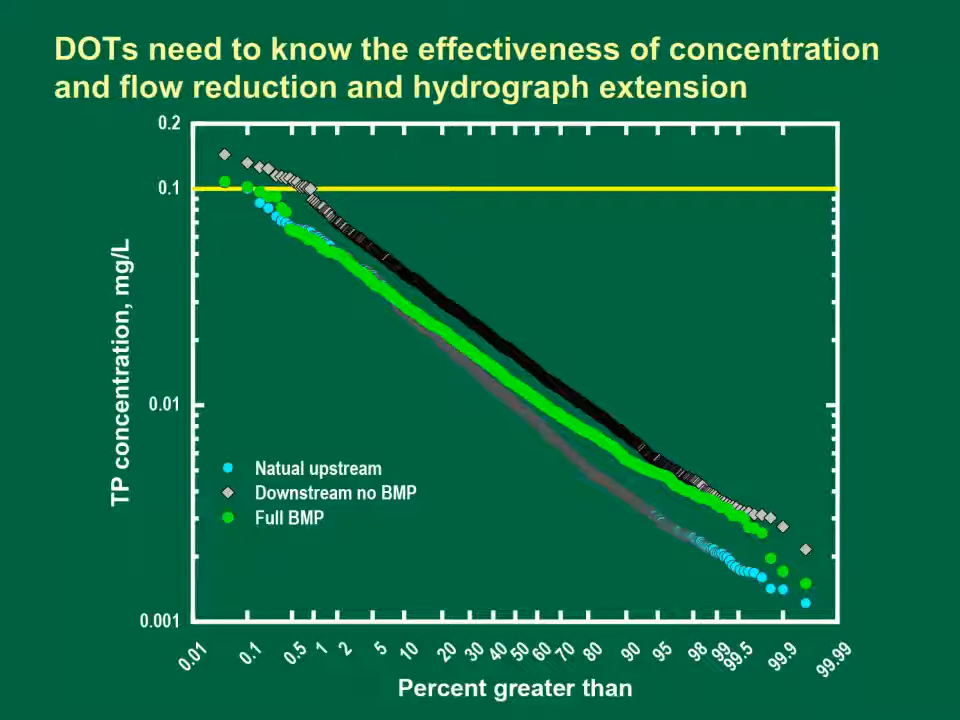 DOTs need to know the effectiveness of concentration
and flow reduction and hydrograph extension
0.2
0.1
0.01
0.001
TP concentration, mg/L
Natual upstream
Downstream no BMP
Full BMP
0.01 0.1 0.5 1 2 5 10 20 30 40 50 60 70 80 90 95 98 99 99.5 99.9 99.99
Percent greater than